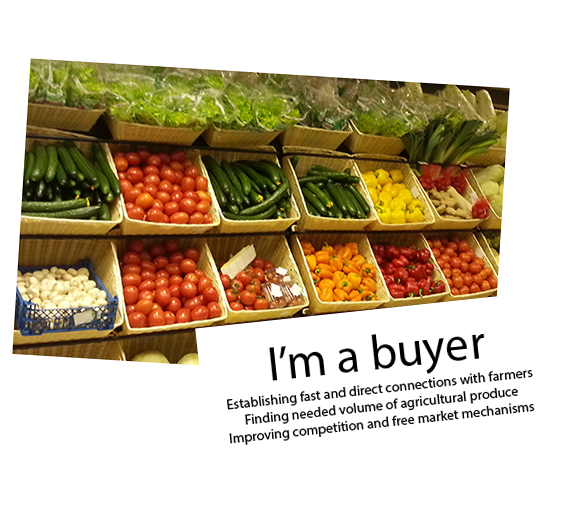 I'm a buyer
Establishing fast and direct connections with farmers
Finding needed volume of agricultural produce
Improving competition and free market mechanisms